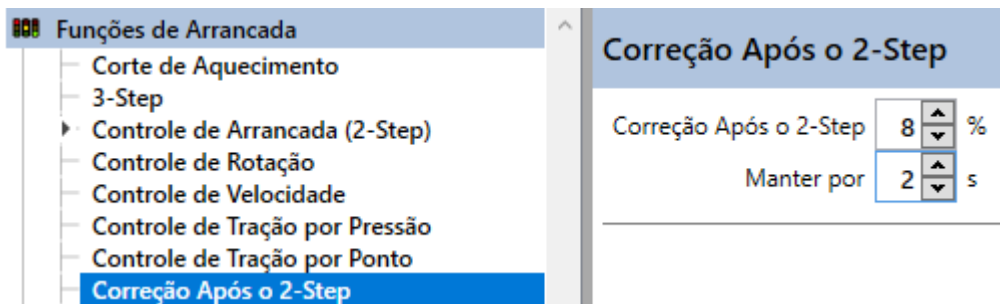 Funções de Arrancada
Corte de Aquecimento
3-Step
Controle de Arrancada (2-Step)
Controle de Rotação
Controle de Velocidade
Controle de Tração por Pressão
Controle de Tração por Ponto
Correção Após o 2-Step
Correção Após o 2-Step
Correção Após o 2-Step 8 %
Manter por 2 s